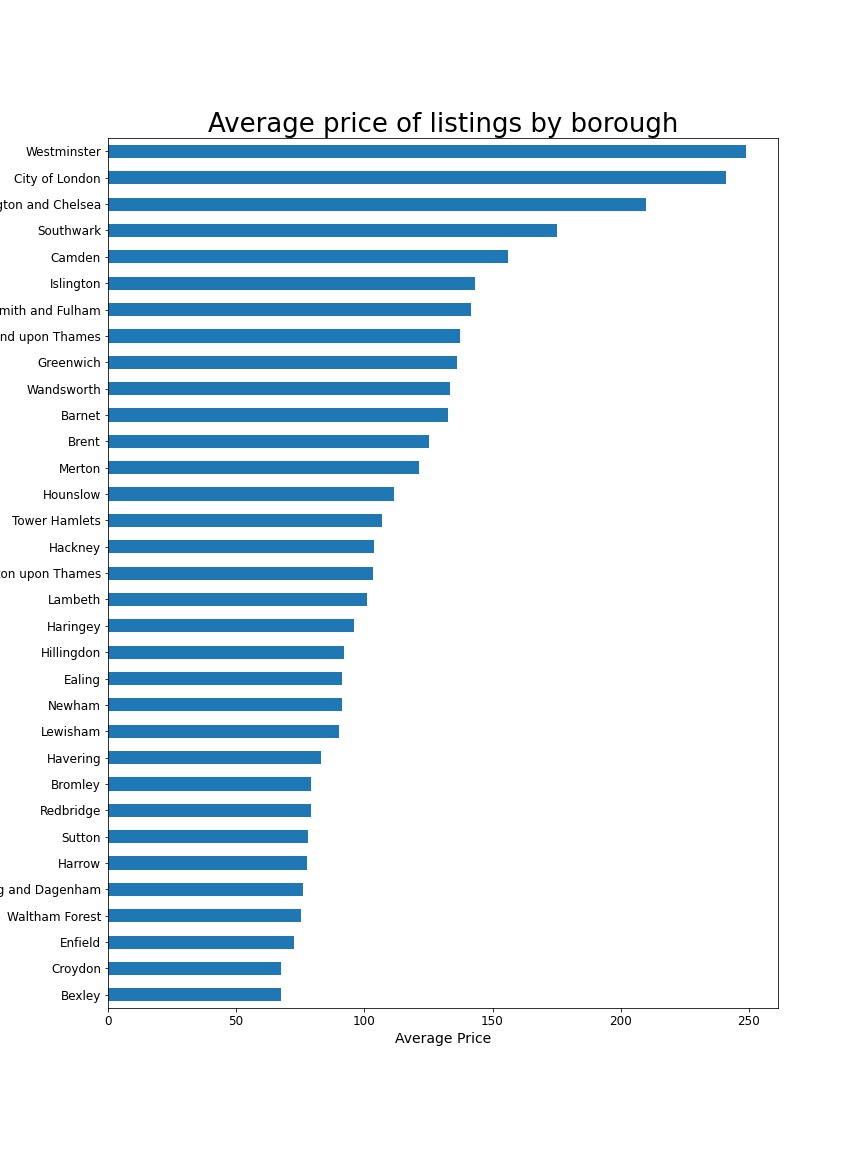 Average price of listings by borough
Westminster
City of London
gton and Chelsea
Southwark
Camden
Islington
mith and Fulham
nd upon Thames
Greenwich
Wandsworth
Barnet
Brent
Merton
Hounslow
Tower Hamlets
Hackney
on upon Thames
Lambeth
Haringey
Hillingdon
Ealing
Newham
Lewisham
Havering
Bromley
Redbridge
Sutton
Harrow
g and Dagenham
Waltham Forest
Enfield
Croydon
Bexley
0 50 100 150 200 250
Average Price